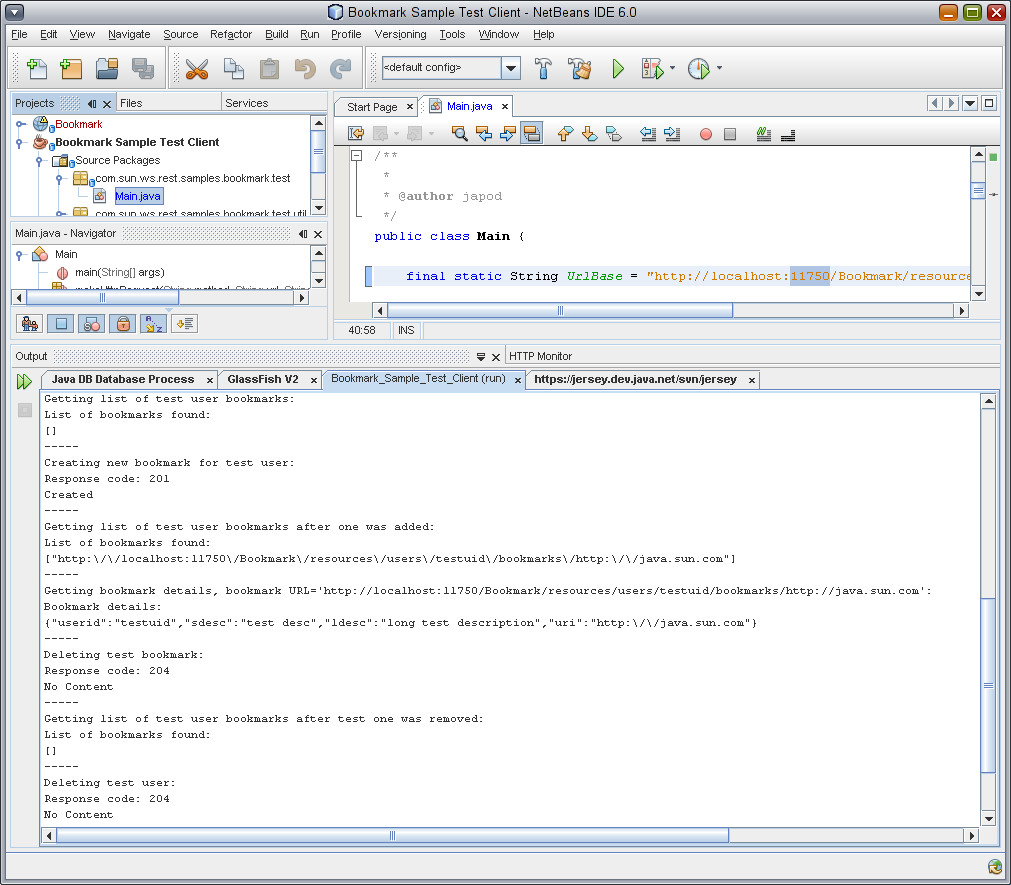 Bookmark Sample Test Client - NetBeans IDE 6.0
File Edit View Navigate Source Refactor Build Run Profile Versioning Tools Window Help
<default config>
Projects Files Services
Bookmark
Bookmark Sample Test Client
Source Packages
com.sun.ws.rest.samples.bookmark.test
Main.java
com.sun.ws.rest.samples.bookmark.test.util
Main.java - Navigator
Main
main(String[] args)
Start Page Main.java
/**
*
* @author japod
*/
public class Main {
final static String UrlBase = "http://localhost:11750/Bookmark/resource
40:58 INS
Output HTTP Monitor
Java DB Database Process GlassFish V2 Bookmark_Sample_Test_Client (run) https://jersey.dev.java.net/svn/jersey
Getting list of test user bookmarks:
List of bookmarks found:
[]
-----
Creating new bookmark for test user:
Response code: 201
Created
-----
Getting list of test user bookmarks after one was added:
List of bookmarks found:
["http:\/\/localhost:11750\/Bookmark\/resources\/users\/testuid\/bookmarks\/http:\/\/java.sun.com"]
-----
Getting bookmark details, bookmark URL='http://localhost:11750/Bookmark/resources/users/testuid/bookmarks/http://java.sun.com':
Bookmark details:
{"userid":"testuid","sdesc":"test desc","ldesc":"long test description","uri":"http:\/\/java.sun.com"}
-----
Deleting test bookmark:
Response code: 204
No Content
-----
Getting list of test user bookmarks after test one was removed:
List of bookmarks found:
[]
-----
Deleting test user:
Response code: 204
No Content